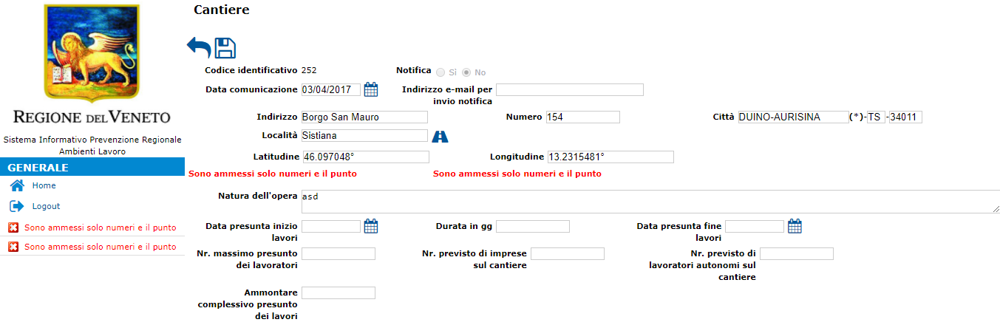 Cantiere
REGIONE DEL VENETO
Sistema Informativo Prevenzione Regionale
Ambienti Lavoro
GENERALE
Home
Logout
Sono ammessi solo numeri e il punto
Sono ammessi solo numeri e il punto
Codice identificativo 252 Notifica Sì No
Data comunicazione 03/04/2017 Indirizzo e-mail per
invio notifica
Indirizzo Borgo San Mauro Numero 154 Città DUINO-AURISINA (*)-TS -34011
Località Sistiana
Latitudine 46.097048° Longitudine 13.2315481°
Sono ammessi solo numeri e il punto Sono ammessi solo numeri e il punto
Natura dell'opera asd
Data presunta inizio Durata in gg Data presunta fine
lavori lavori
Nr. massimo presunto Nr. previsto di imprese Nr. previsto di
dei lavoratori sul cantiere lavoratori autonomi sul
cantiere
Ammontare
complessivo presunto
dei lavori